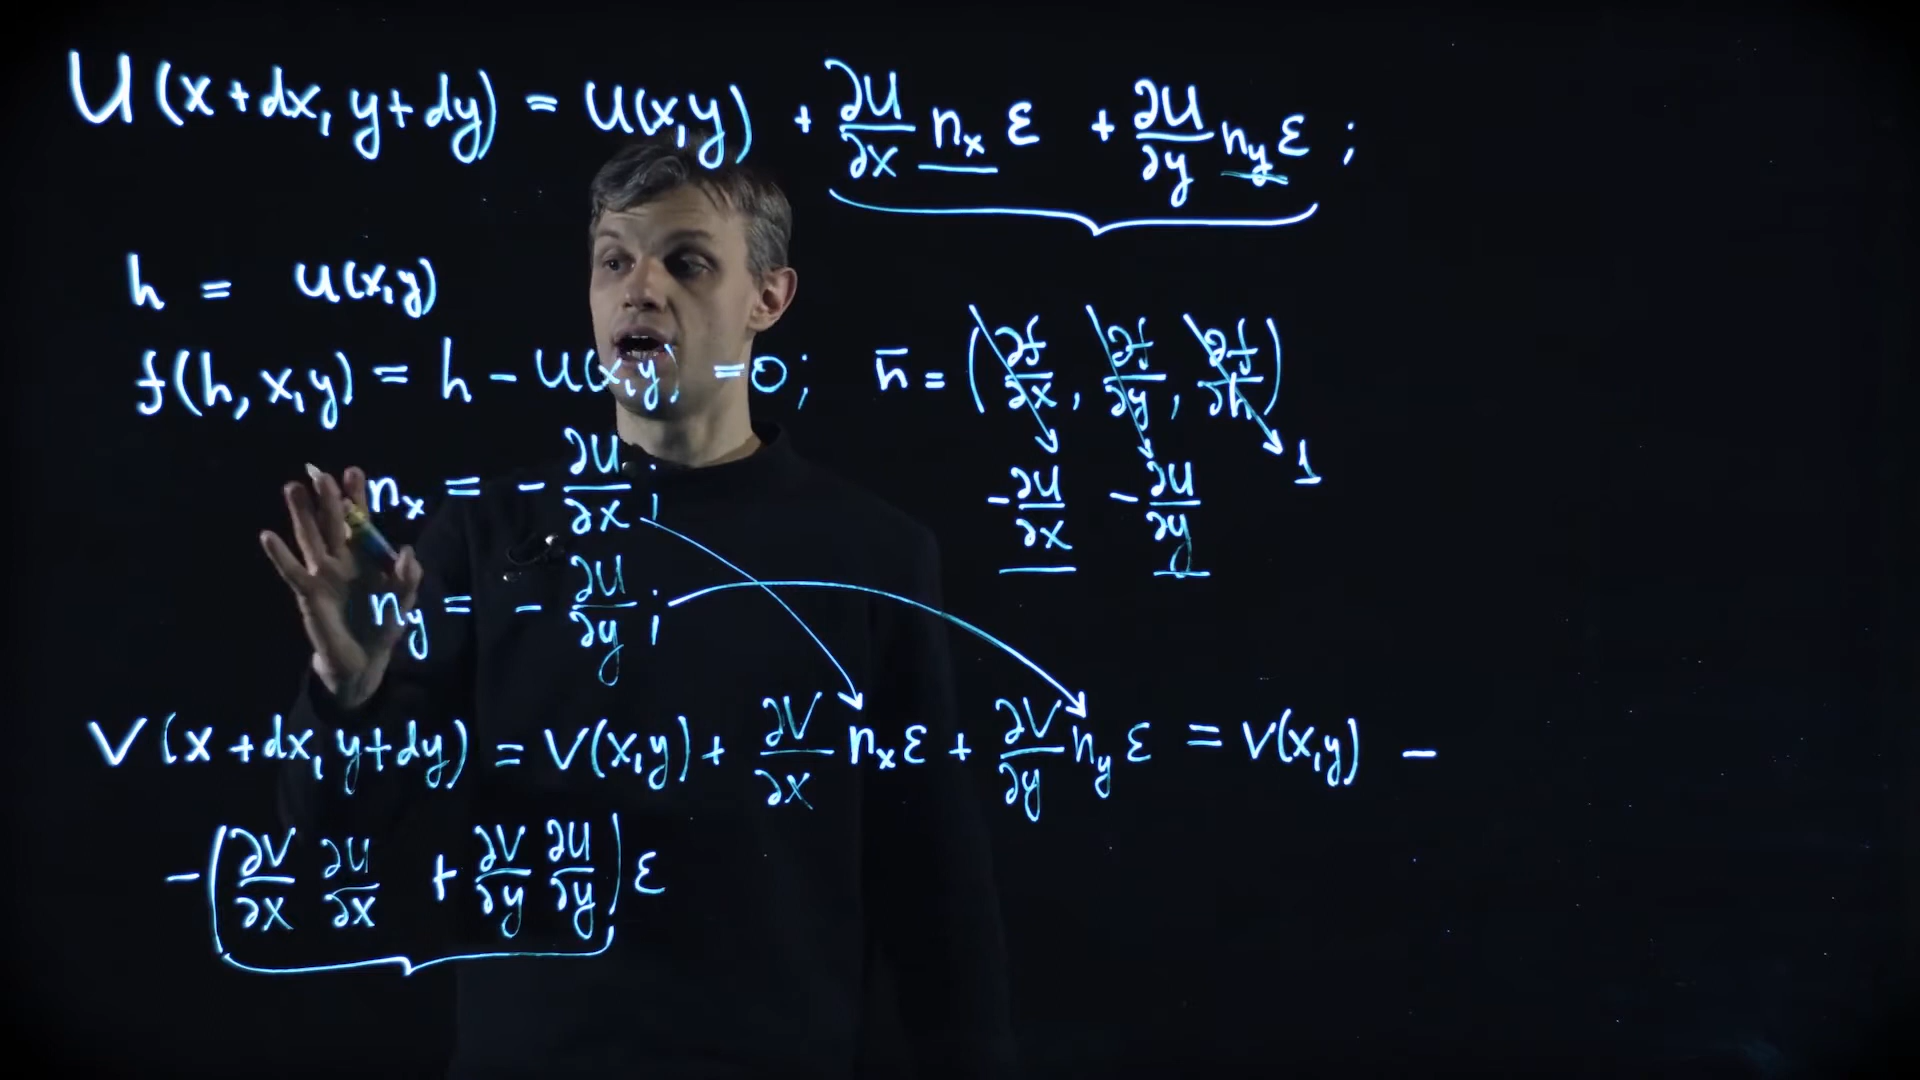 U(x+dx, y+dy) = U(x,y) + ∂U/∂x n_x ε + ∂U/∂y n_y ε ;
h = U(x,y)
f(h, x, y) = h - U(x,y) = 0; n̄ = (∂f/∂x, ∂f/∂y, ∂f/∂h)
n_x = - ∂U/∂x ; -∂U/∂x -∂U/∂y 1
n_y = - ∂U/∂y ;
V(x+dx, y+dy) = V(x,y) + ∂V/∂x n_x ε + ∂V/∂y n_y ε = V(x,y) -
-(∂V/∂x ∂U/∂x + ∂V/∂y ∂U/∂y) ε